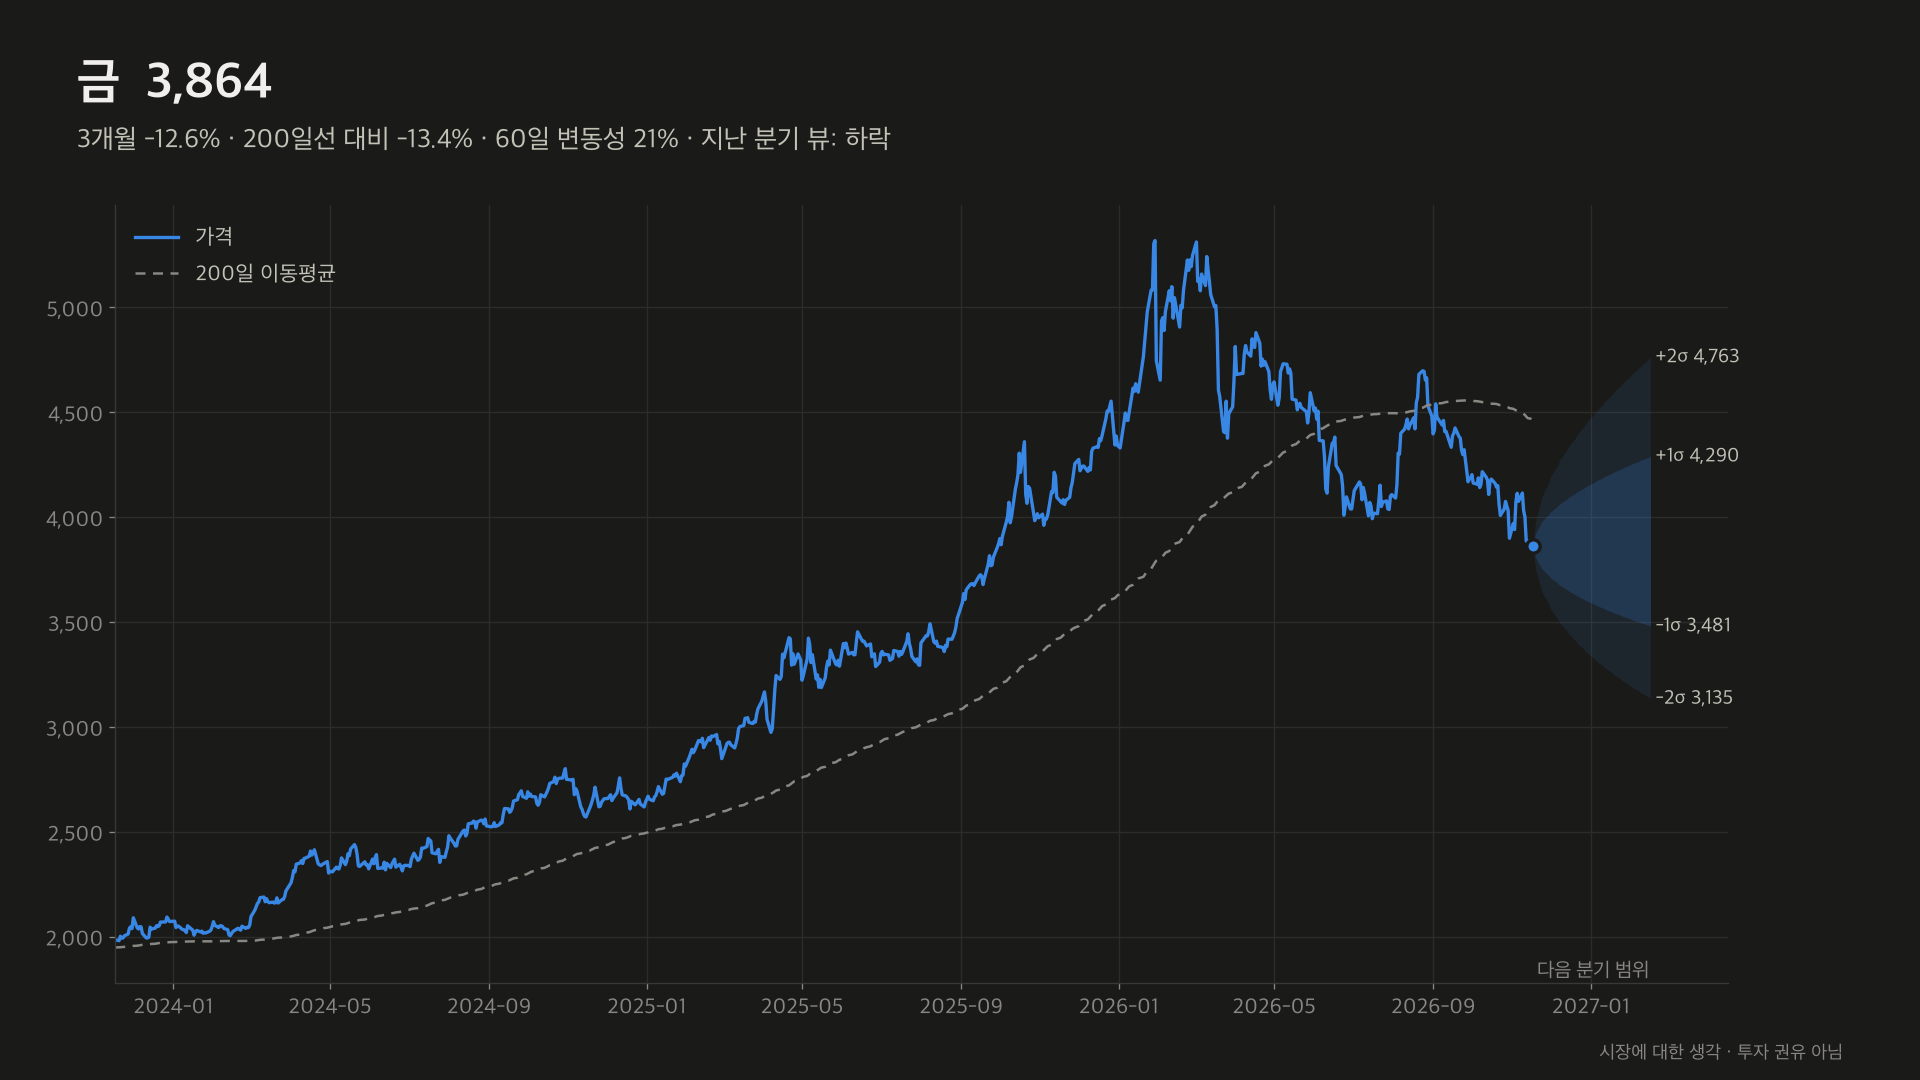 금 3,864
3개월 -12.6% · 200일선 대비 -13.4% · 60일 변동성 21% · 지난 분기 뷰: 하락
가격
200일 이동평균
5,000
4,500
4,000
3,500
3,000
2,500
2,000
+2σ 4,763
+1σ 4,290
-1σ 3,481
-2σ 3,135
다음 분기 범위
2024-01
2024-05
2024-09
2025-01
2025-05
2025-09
2026-01
2026-05
2026-09
2027-01
시장에 대한 생각 · 투자 권유 아님